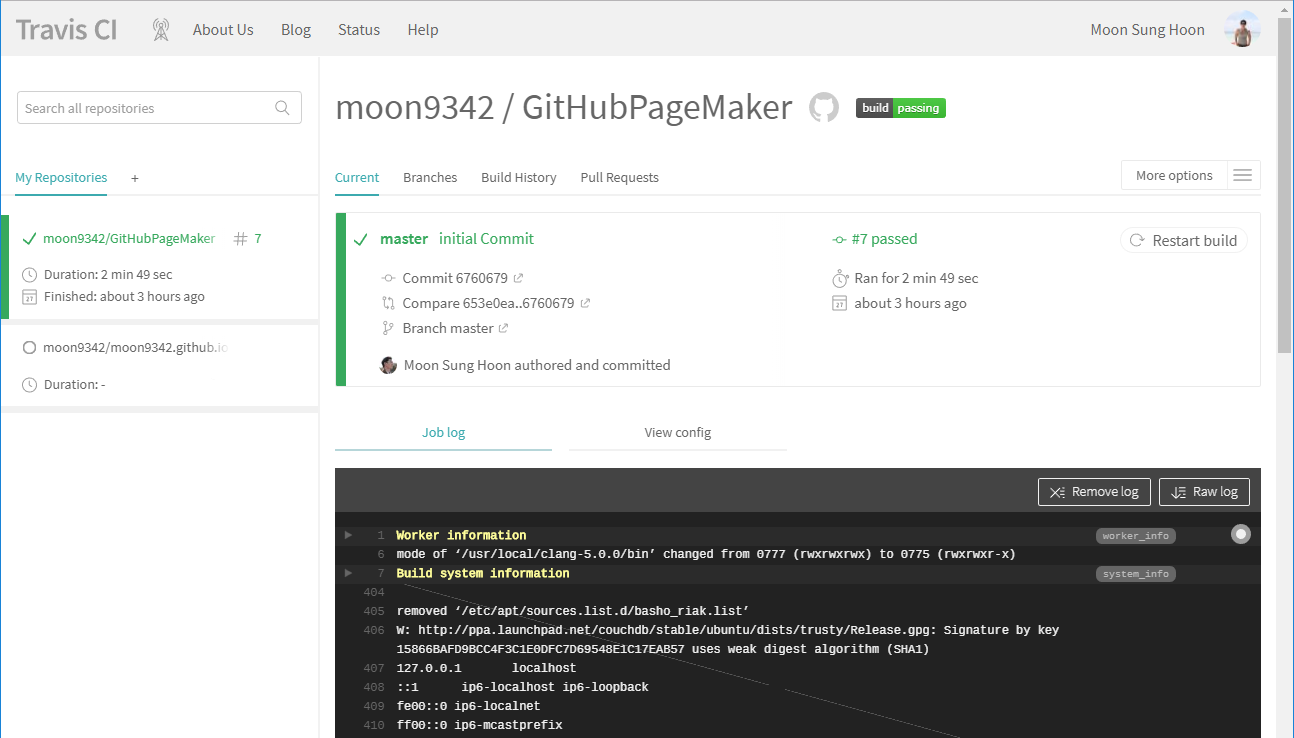 Travis CI
About Us
Blog
Status
Help
Moon Sung Hoon
Search all repositories
My Repositories
+
moon9342/GitHubPageMaker
# 7
Duration: 2 min 49 sec
Finished: about 3 hours ago
moon9342/moon9342.github.io
Duration: -
moon9342 / GitHubPageMaker
build passing
Current
Branches
Build History
Pull Requests
More options
master initial Commit
#7 passed
Restart build
Commit 6760679
Ran for 2 min 49 sec
Compare 653e0ea..6760679
about 3 hours ago
Branch master
Moon Sung Hoon authored and committed
Job log
View config
Remove log
Raw log
1 Worker information worker_info
6 mode of ‘/usr/local/clang-5.0.0/bin’ changed from 0777 (rwxrwxrwx) to 0775 (rwxrwxr-x)
7 Build system information system_info
404
405 removed ‘/etc/apt/sources.list.d/basho_riak.list’
406 W: http://ppa.launchpad.net/couchdb/stable/ubuntu/dists/trusty/Release.gpg: Signature by key
15866BAFD9BCC4F3C1E0DFC7D69548E1C17EAB57 uses weak digest algorithm (SHA1)
407 127.0.0.1 localhost
408 ::1 ip6-localhost ip6-loopback
409 fe00::0 ip6-localnet
410 ff00::0 ip6-mcastprefix